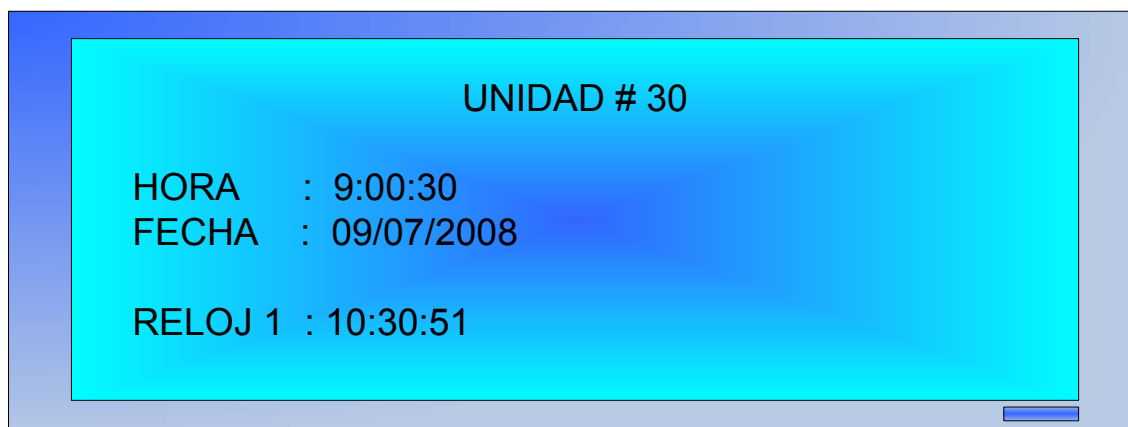 UNIDAD # 30
HORA : 9:00:30
FECHA : 09/07/2008
RELOJ 1 : 10:30:51